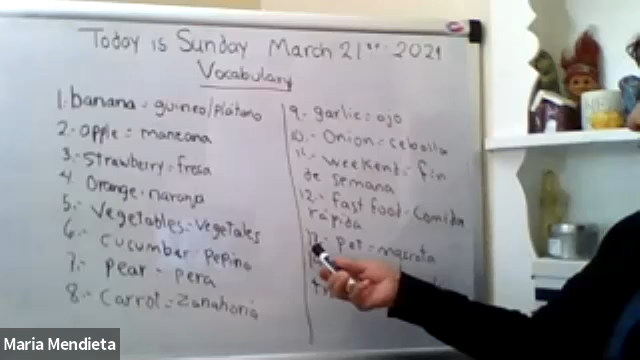 Today is Sunday March 21st 2021
Vocabulary
1. banana = guineo/plátano
2.- apple = manzana
3.- Strawberry = fresa
4. Orange = naranja
5.- Vegetables = vegetales
6.- cucumber = pepino
7.- pear = pera
8.- Carrot = Zanahoria
9.- garlic = ajo
10.- Onion = cebolla
11.- weekend = fin
de semana
12.- fast food = comida
rápida
13.- pet = mascota
Maria Mendieta